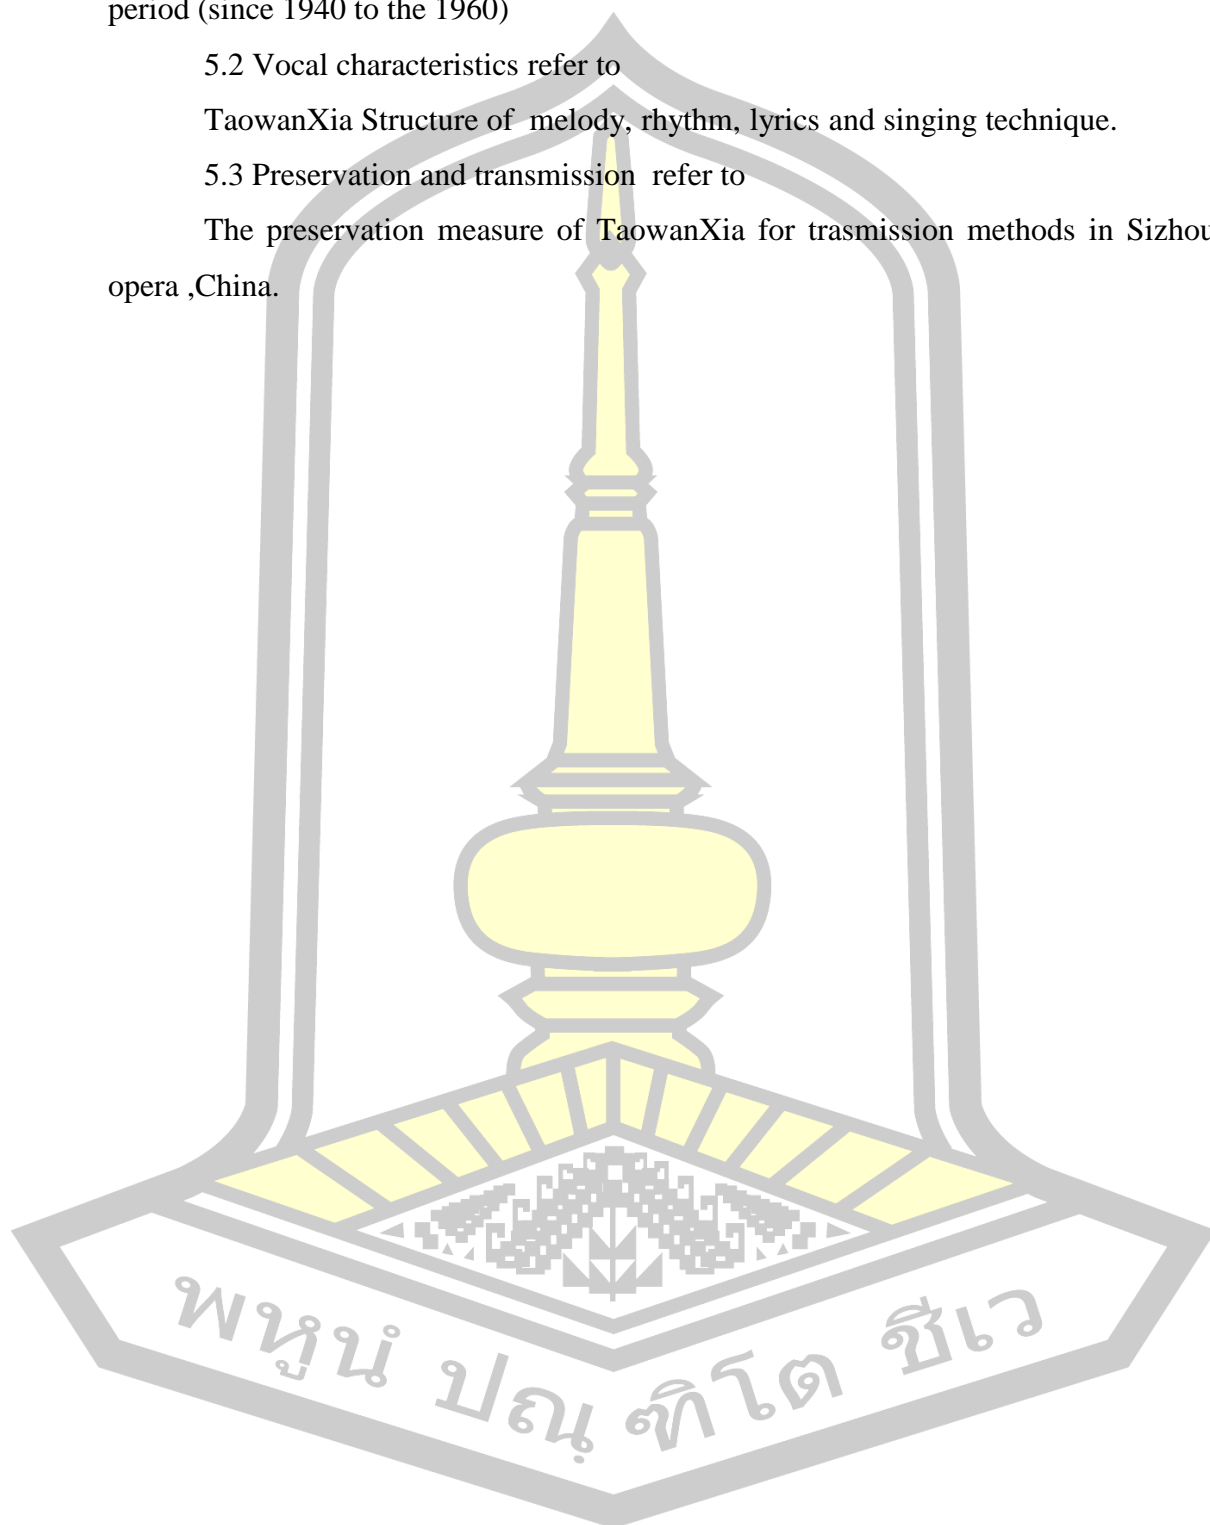 period (since 1940 to the 1960)
5.2 Vocal characteristics refer to
TaowanXia Structure of melody, rhythm, lyrics and singing technique.
5.3 Preservation and transmission refer to
The preservation measure of TaowanXia for trasmission methods in Sizhou
opera ,China.
พหูนํ ปณฺ ฑิโต ชีเว